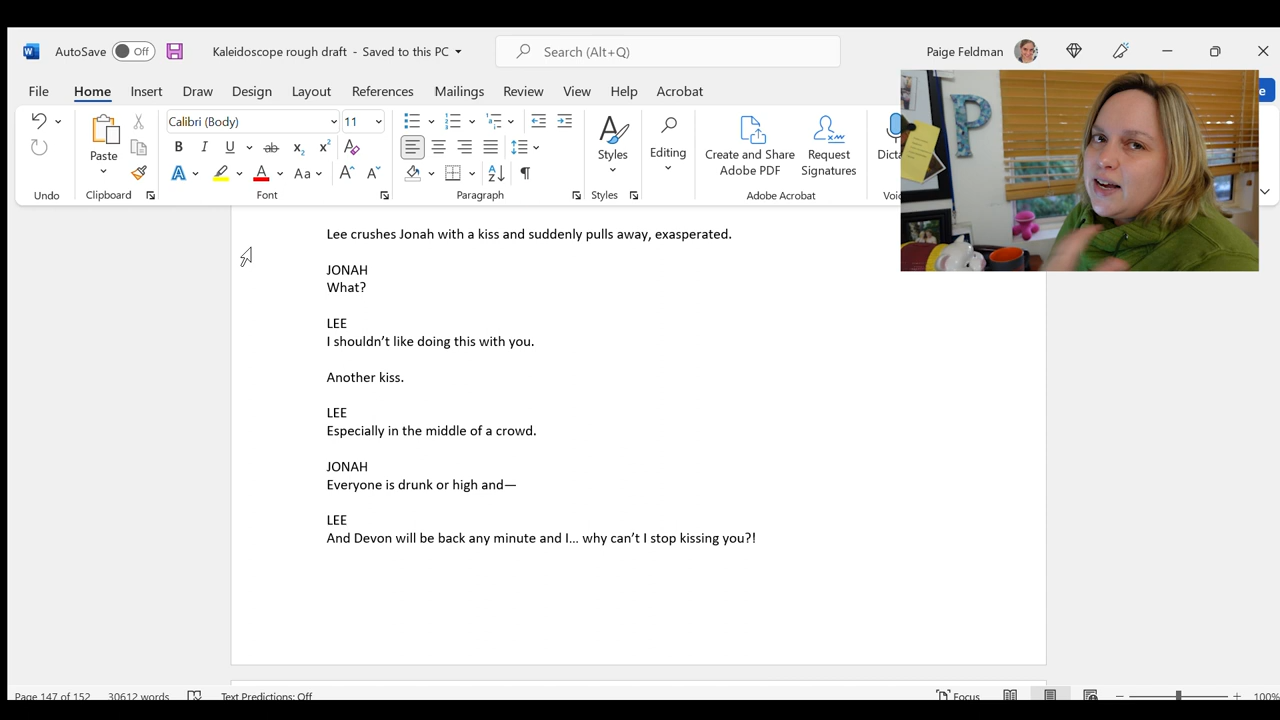 AutoSave Off Kaleidoscope rough draft - Saved to this PC Search (Alt+Q) Paige Feldman
File Home Insert Draw Design Layout References Mailings Review View Help Acrobat
Calibri (Body) 11
Paste Styles Editing Create and Share Adobe PDF Request Signatures Dicta
Undo Clipboard Font Paragraph Styles Adobe Acrobat Voi
P
Lee crushes Jonah with a kiss and suddenly pulls away, exasperated.
JONAH
What?
LEE
I shouldn’t like doing this with you.
Another kiss.
LEE
Especially in the middle of a crowd.
JONAH
Everyone is drunk or high and—
LEE
And Devon will be back any minute and I… why can’t I stop kissing you?!
Page 147 of 152 30612 words Text Predictions: Off Focus 100%